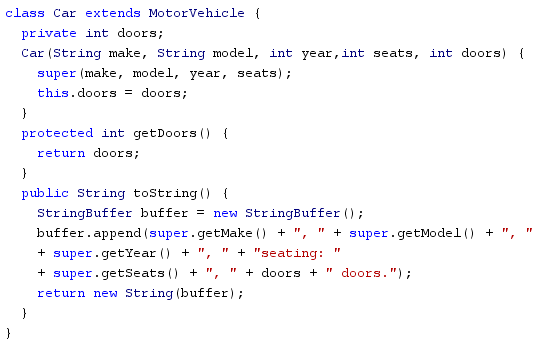 class Car extends MotorVehicle {
  private int doors;
  Car(String make, String model, int year,int seats, int doors) {
    super(make, model, year, seats);
    this.doors = doors;
  }
  protected int getDoors() {
    return doors;
  }
  public String toString() {
    StringBuffer buffer = new StringBuffer();
    buffer.append(super.getMake() + ", " + super.getModel() + ", "
    + super.getYear() + ", " + "seating: "
    + super.getSeats() + ", " + doors + " doors.");
    return new String(buffer);
  }
}